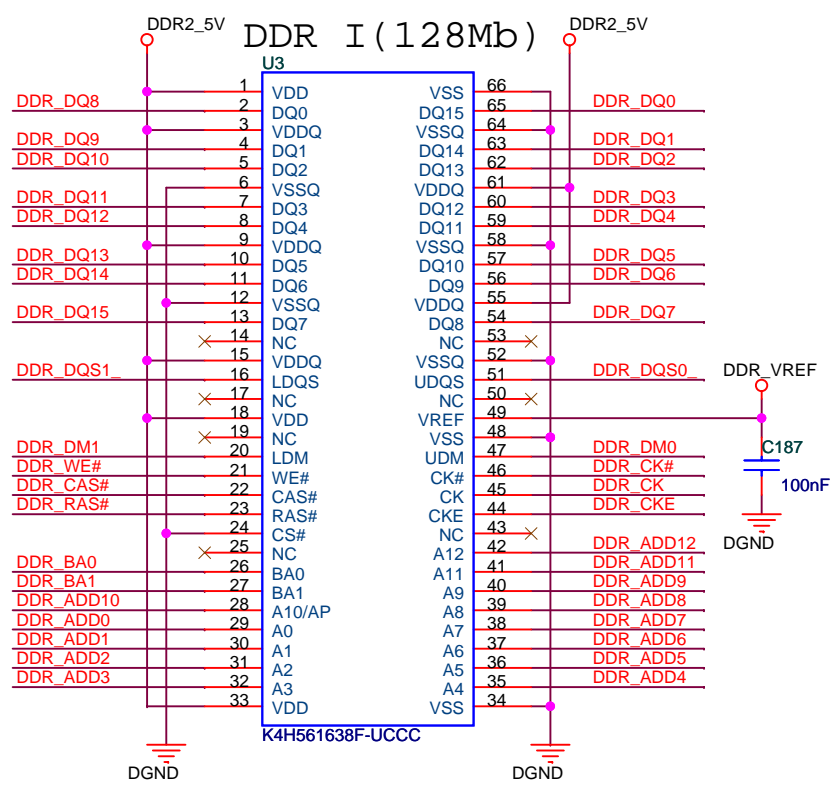 DDR2_5V DDR I(128Mb) DDR2_5V
U3
1 VDD VSS 66
DDR_DQ8 2 DQ0 DQ15 65 DDR_DQ0
3 VDDQ VSSQ 64
DDR_DQ9 4 DQ1 DQ14 63 DDR_DQ1
DDR_DQ10 5 DQ2 DQ13 62 DDR_DQ2
6 VSSQ VDDQ 61
DDR_DQ11 7 DQ3 DQ12 60 DDR_DQ3
DDR_DQ12 8 DQ4 DQ11 59 DDR_DQ4
9 VDDQ VSSQ 58
DDR_DQ13 10 DQ5 DQ10 57 DDR_DQ5
DDR_DQ14 11 DQ6 DQ9 56 DDR_DQ6
12 VSSQ VDDQ 55
DDR_DQ15 13 DQ7 DQ8 54 DDR_DQ7
14 NC NC 53
15 VDDQ VSSQ 52
DDR_DQS1_ 16 LDQS UDQS 51 DDR_DQS0_ DDR_VREF
17 NC NC 50
18 VDD VREF 49
19 NC VSS 48
DDR_DM1 20 LDM UDM 47 DDR_DM0 C187
DDR_WE# 21 WE# CK# 46 DDR_CK#
DDR_CAS# 22 CAS# CK 45 DDR_CK 100nF
DDR_RAS# 23 RAS# CKE 44 DDR_CKE
24 CS# NC 43 DGND
25 NC A12 42 DDR_ADD12
DDR_BA0 26 BA0 A11 41 DDR_ADD11
DDR_BA1 27 BA1 A9 40 DDR_ADD9
DDR_ADD10 28 A10/AP A8 39 DDR_ADD8
DDR_ADD0 29 A0 A7 38 DDR_ADD7
DDR_ADD1 30 A1 A6 37 DDR_ADD6
DDR_ADD2 31 A2 A5 36 DDR_ADD5
DDR_ADD3 32 A3 A4 35 DDR_ADD4
33 VDD VSS 34
K4H561638F-UCCC
DGND DGND